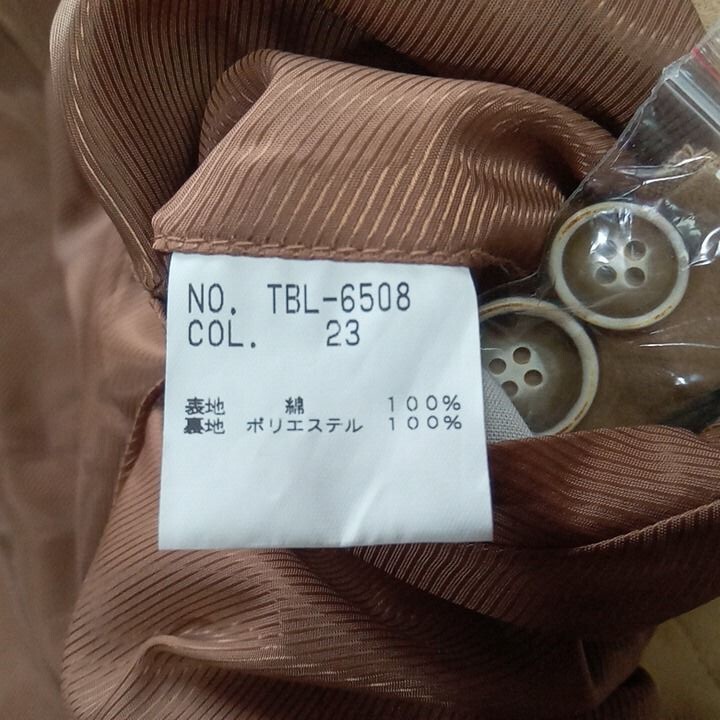 NO. TBL-6508
COL. 23
表地 綿 100%
裏地 ポリエステル 100%